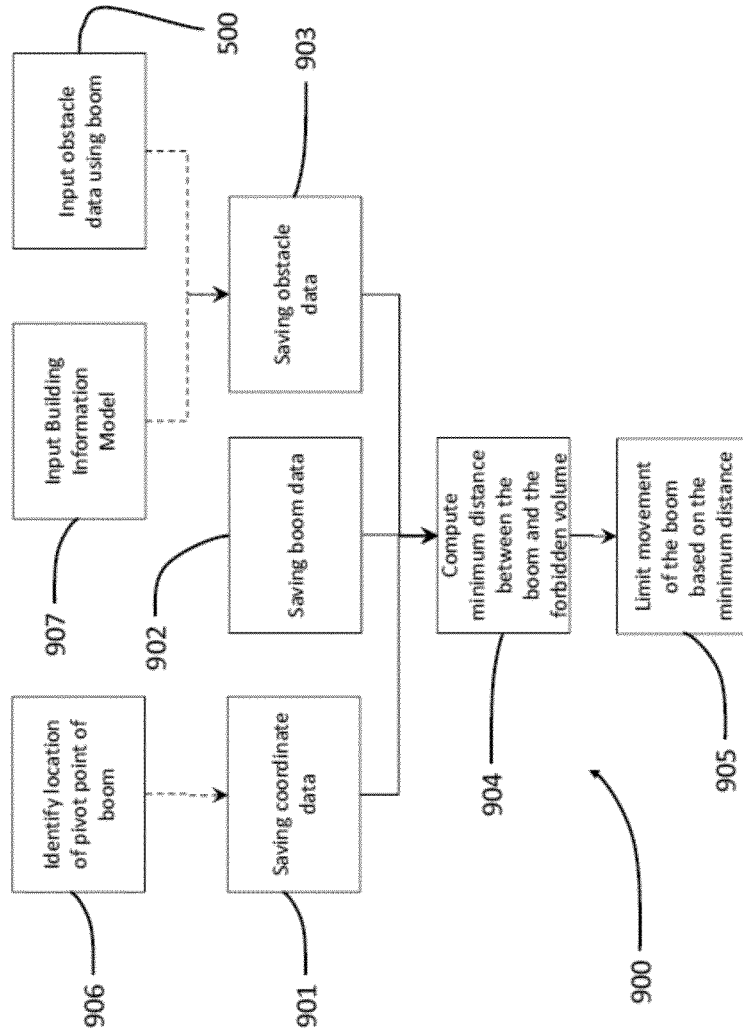 906
Identify location
of pivot point of
boom
907
Input Building
Information
Model
500
Input obstacle
data using boom
901
Saving coordinate
data
902
Saving boom data
903
Saving obstacle
data
904
Compute
minimum distance
between the
boom and the
forbidden volume
905
Limit movement
of the boom
based on the
minimum distance
900